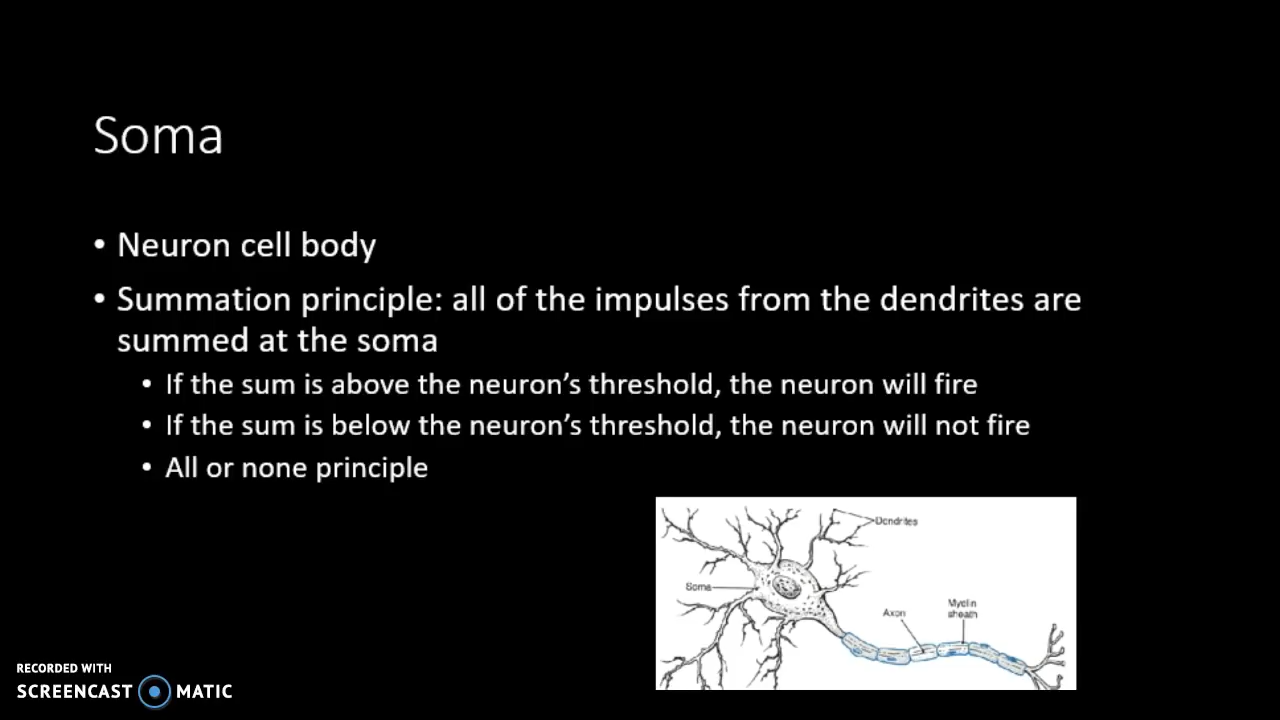 Soma
• Neuron cell body
• Summation principle: all of the impulses from the dendrites are
summed at the soma
• If the sum is above the neuron's threshold, the neuron will fire
• If the sum is below the neuron's threshold, the neuron will not fire
• All or none principle
Dendrites
Soma
Axon
Myelin
sheath
RECORDED WITH
SCREENCAST MATIC